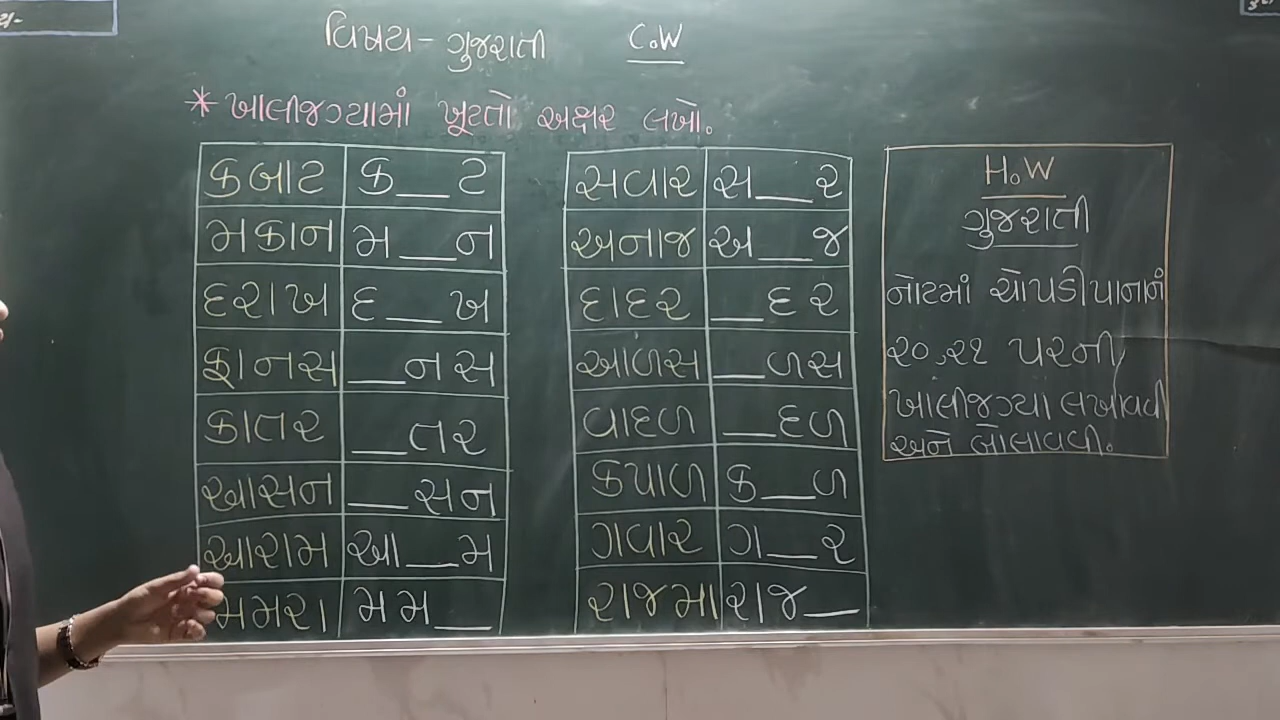 વિષય- ગુજરાતી C.W
* ખાલીજગ્યામાં ખૂટતો અક્ષર લખો.
કબાટ ક__ટ
મકાન મ__ન
દરાખ દ__ખ
ફાનસ __નસ
કાતર __તર
આસન __સન
આરામ આ__મ
મમરા મમ__
સવાર સ__ર
અનાજ અ__જ
દાદર __દર
આળસ __ળસ
વાદળ __દળ
કપાળ ક__ળ
ગવાર ગ__ર
રાજમા રાજ__
H.W
ગુજરાતી
નોટમાં ચોપડી પાનાનં
૨૦,૨૧ પરની
ખાલીજગ્યા લખાવવી
અને બોલાવવી.